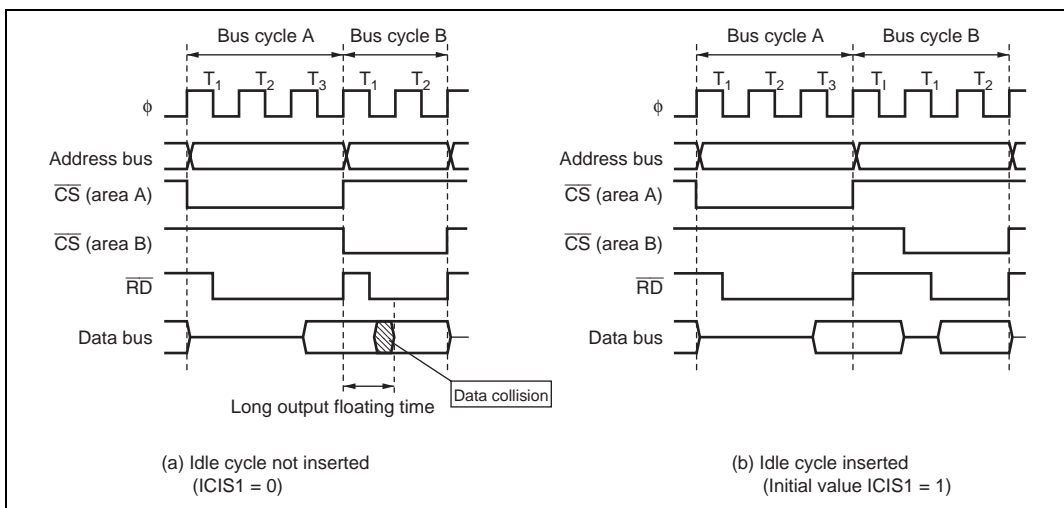 Bus cycle A Bus cycle B
T1 T2 T3 T1 T2
ϕ
Address bus
CS (area A)
CS (area B)
RD
Data bus
Data collision
Long output floating time
(a) Idle cycle not inserted
(ICIS1 = 0)
Bus cycle A Bus cycle B
T1 T2 T3 TI T1 T2
ϕ
Address bus
CS (area A)
CS (area B)
RD
Data bus
(b) Idle cycle inserted
(Initial value ICIS1 = 1)